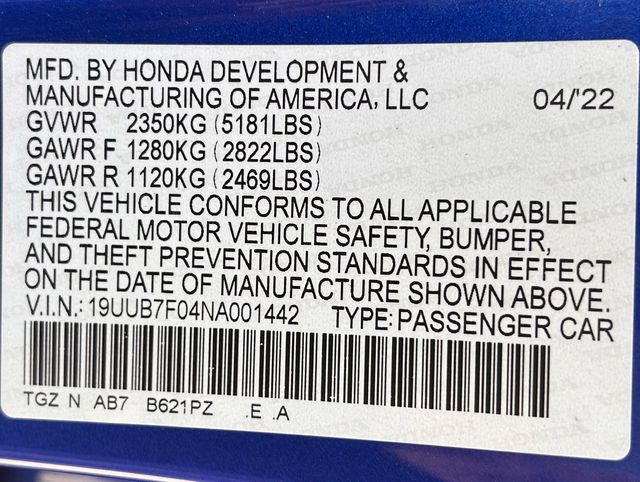 MFD. BY HONDA DEVELOPMENT &
MANUFACTURING OF AMERICA, LLC 04/'22
GVWR 2350KG (5181LBS)
GAWR F 1280KG (2822LBS)
GAWR R 1120KG (2469LBS)
THIS VEHICLE CONFORMS TO ALL APPLICABLE
FEDERAL MOTOR VEHICLE SAFETY, BUMPER,
AND THEFT PREVENTION STANDARDS IN EFFECT
ON THE DATE OF MANUFACTURE SHOWN ABOVE.
V.I.N.: 19UUB7F04NA001442 TYPE: PASSENGER CAR
TGZ N AB7 B621PZ .E .A